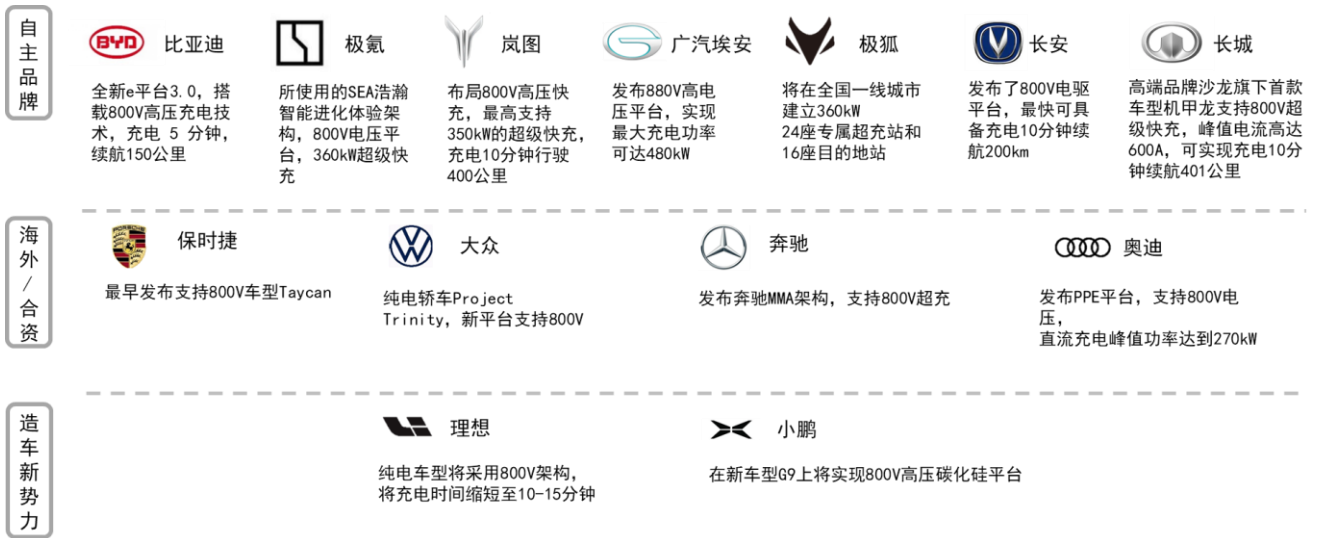 自主品牌
BYD
比亚迪
全新e平台3.0，搭
载800V高压充电技
术，充电 5 分钟，
续航150公里
极氪
所使用的SEA浩瀚
智能进化体验架
构，800V电压平
台，360kW超级快
充
岚图
布局800V高压快
充，最高支持
350kW的超级快充，
充电10分钟行驶
400公里
广汽埃安
发布880V高电
压平台，实现
最大充电功率
可达480kW
极狐
将在全国一线城市
建立360kW
24座专属超充站和
16座目的地站
长安
发布了800V电驱
平台，最快可具
备充电10分钟续
航200km
长城
高端品牌沙龙旗下首款
车型机甲龙支持800V超
级快充，峰值电流高达
600A，可实现充电10分
钟续航401公里
海外/合资
保时捷
最早发布支持800V车型Taycan
大众
纯电轿车Project
Trinity，新平台支持800V
奔驰
发布奔驰MMA架构，支持800V超充
奥迪
发布PPE平台，支持800V电
压，
直流充电峰值功率达到270kW
造车新势力
理想
纯电车型将采用800V架构，
将充电时间缩短至10-15分钟
小鹏
在新车型G9上将实现800V高压碳化硅平台